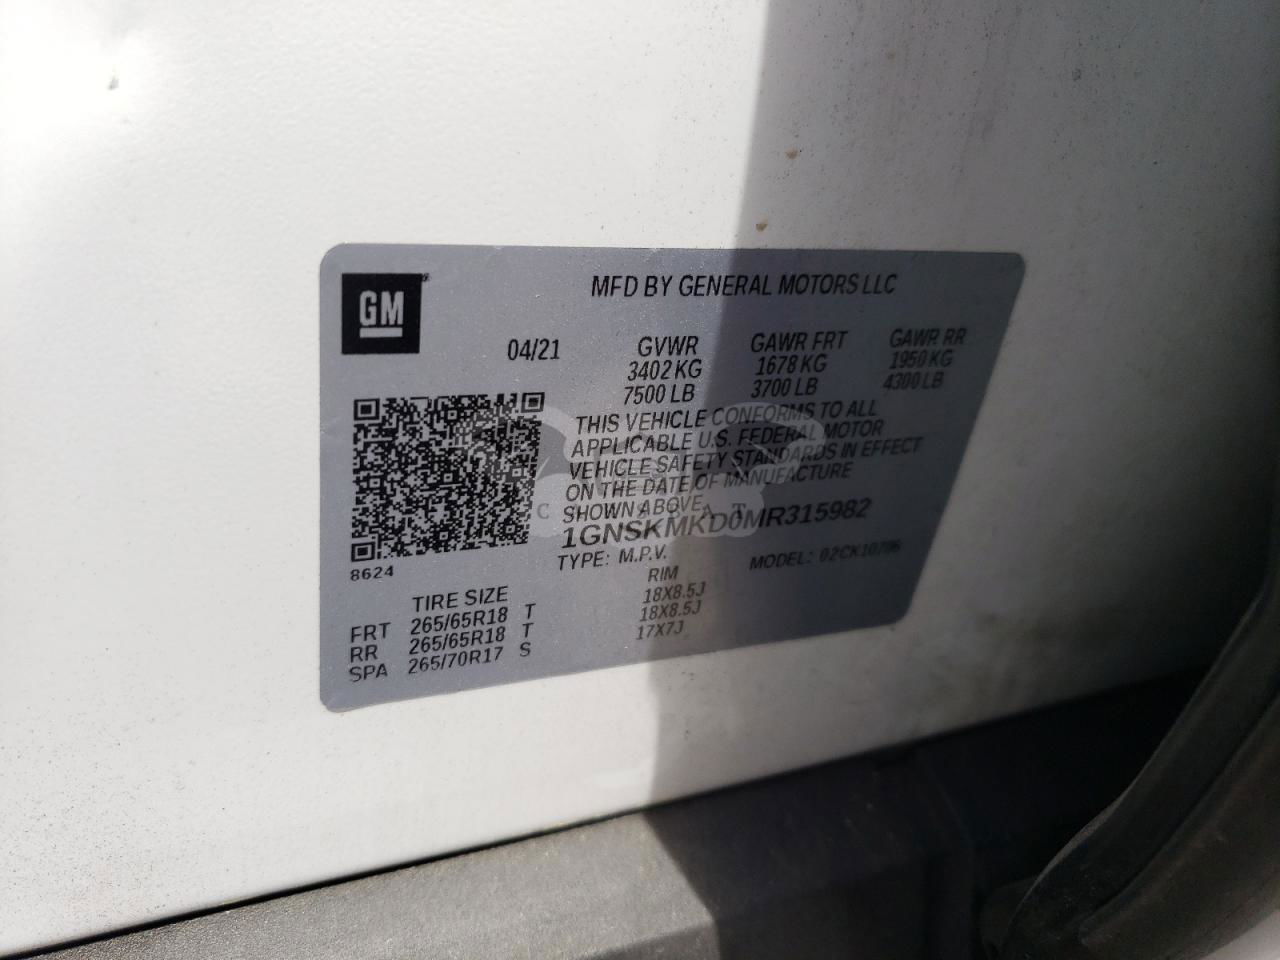 GM
MFD BY GENERAL MOTORS LLC
04/21 GVWR GAWR FRT GAWR RR
3402 KG 1678 KG 1950 KG
7500 LB 3700 LB 4300 LB
THIS VEHICLE CONFORMS TO ALL
APPLICABLE U.S. FEDERAL MOTOR
VEHICLE SAFETY STANDARDS IN EFFECT
ON THE DATE OF MANUFACTURE
SHOWN ABOVE.
1GNSKMKD0MR315982
8624
TYPE: M.P.V. MODEL: 02CK10706
TIRE SIZE RIM
FRT 265/65R18 T 18X8.5J
RR 265/65R18 T 18X8.5J
SPA 265/70R17 S 17X7J